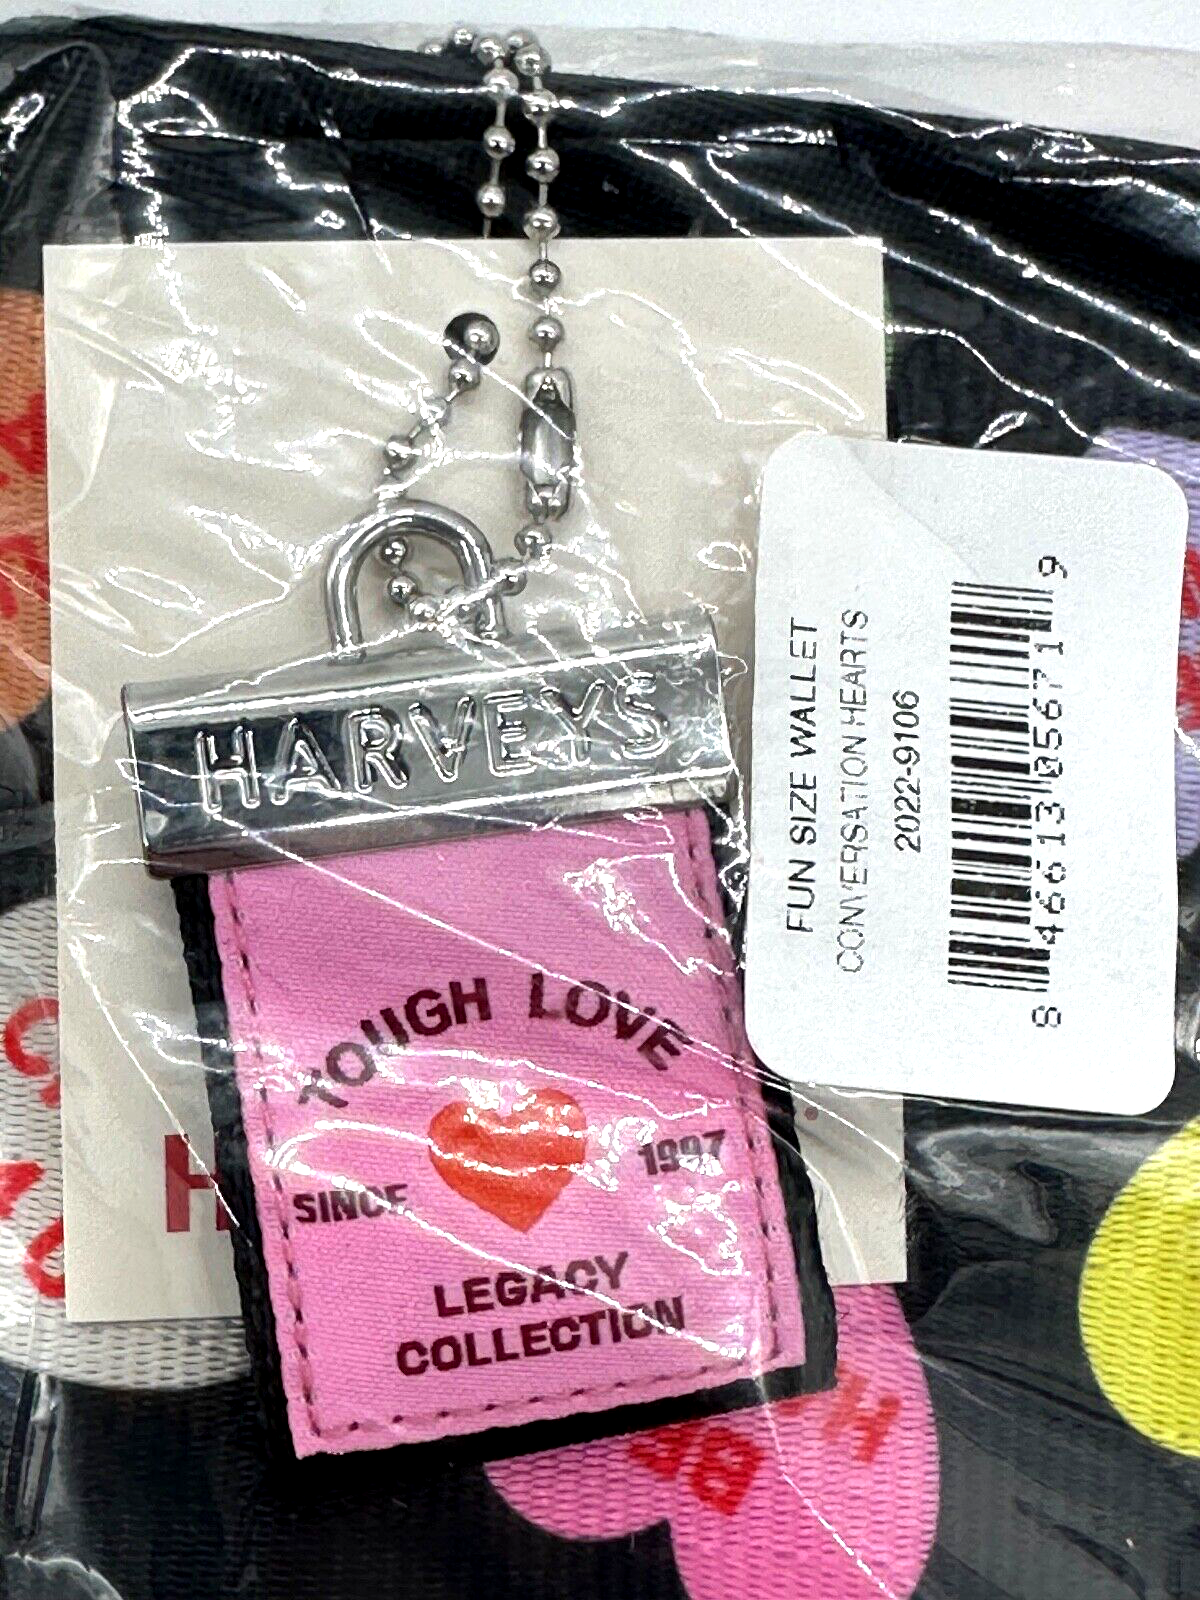 HARVEYS
TOUGH LOVE
SINCE
1997
LEGACY
COLLECTION
FUN SIZE WALLET
CONVERSATION HEARTS
2022-9106
8 46613 05671 9
H